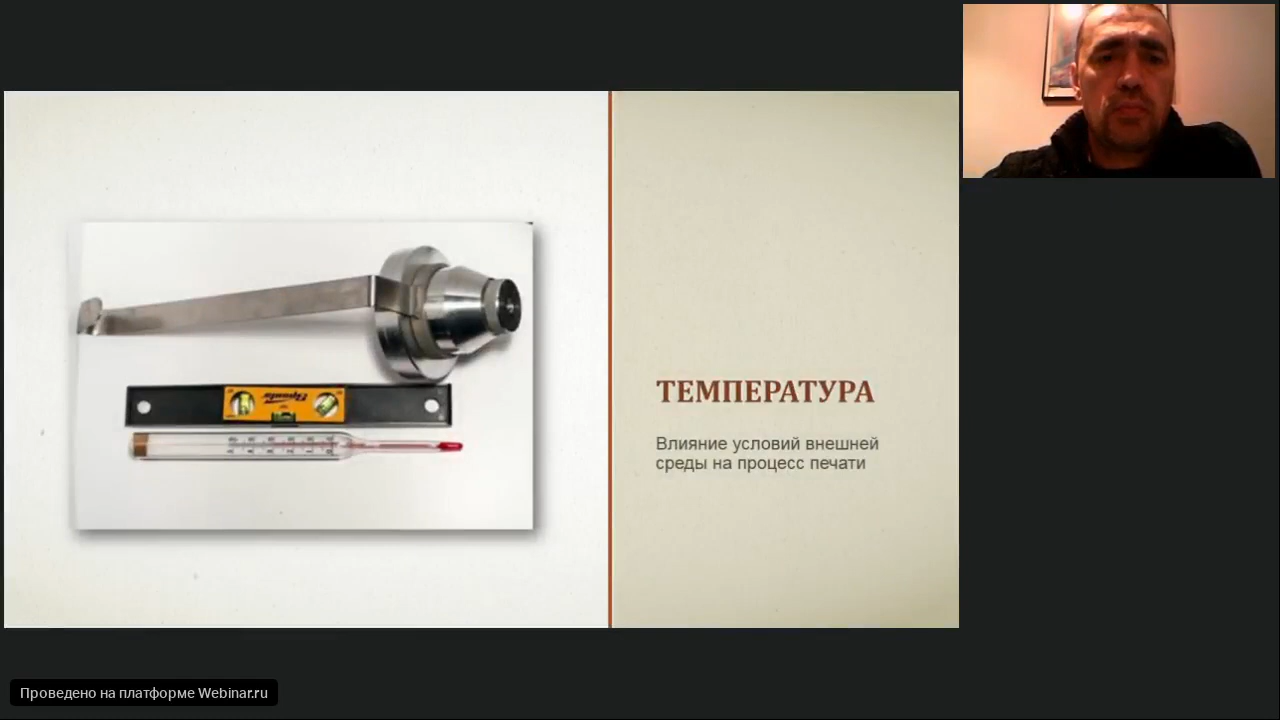 ТЕМПЕРАТУРА
Влияние условий внешней
среды на процесс печати
Проведено на платформе Webinar.ru